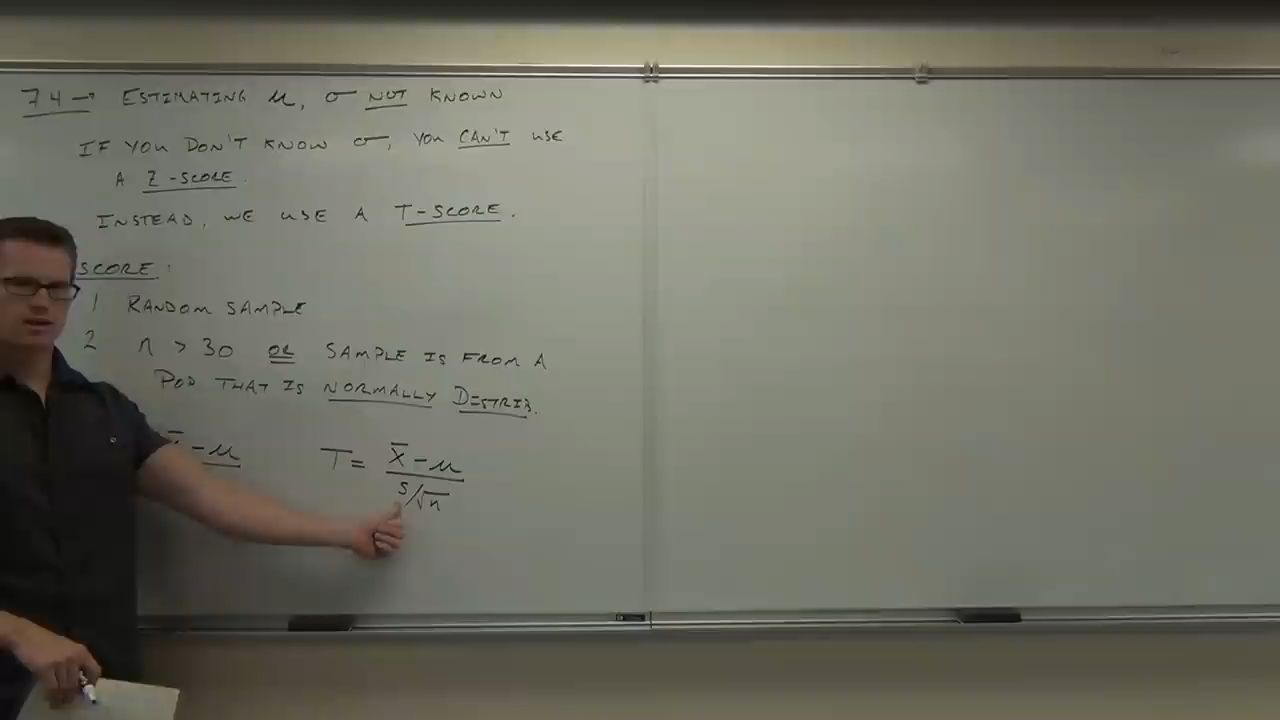 7.4 → ESTIMATING μ, σ NOT KNOWN
IF YOU DON'T KNOW σ, YOU CAN'T USE
A Z-SCORE.
INSTEAD, WE USE A T-SCORE.
SCORE:
1 RANDOM SAMPLE
2 n > 30 OR SAMPLE IS FROM A
POP THAT IS NORMALLY DISTRIB.
x̄ - μ T = x̄ - μ
s/√n